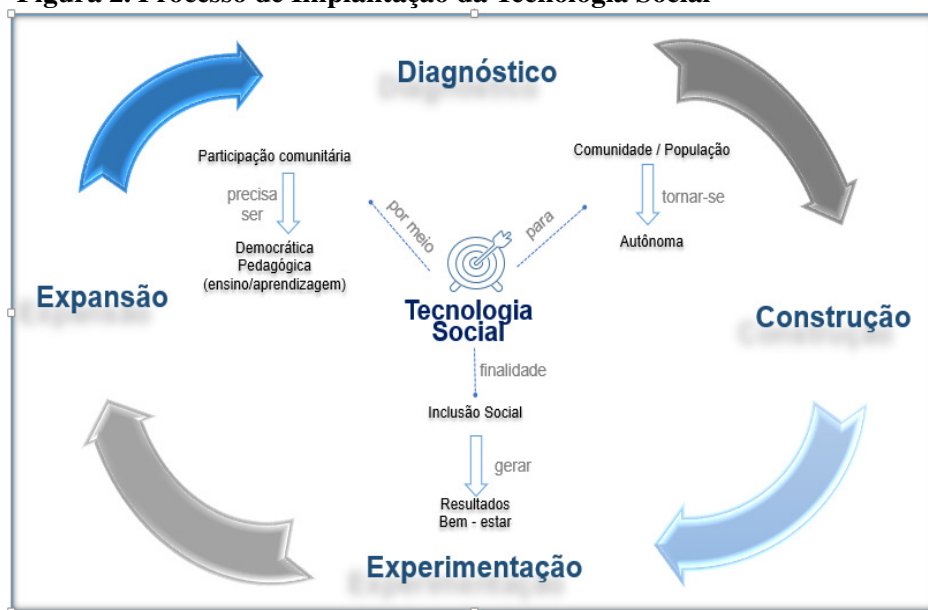 Figura 2. Processo de Implantação da Tecnologia Social
Diagnóstico
Participação comunitária
precisa
ser
Democrática
Pedagógica
(ensino/aprendizagem)
por meio
para
Comunidade / População
tornar-se
Autônoma
Expansão
Tecnologia
Social
Construção
finalidade
Inclusão Social
gerar
Resultados
Bem - estar
Experimentação